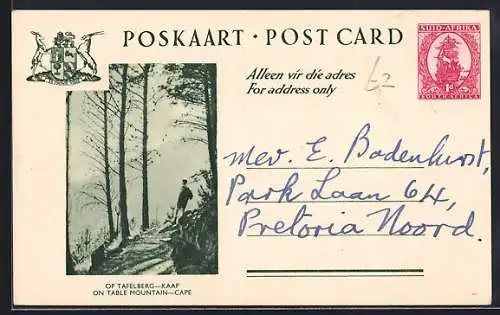 POSKAART · POST CARD
Alleen vir die adres
For address only
62
SUID-AFRIKA
1D
SOUTH AFRICA
Mev. E. Badenhurst,
Park Laan 64,
Pretoria Noord.
OP TAFELBERG—KAAP
ON TABLE MOUNTAIN—CAPE